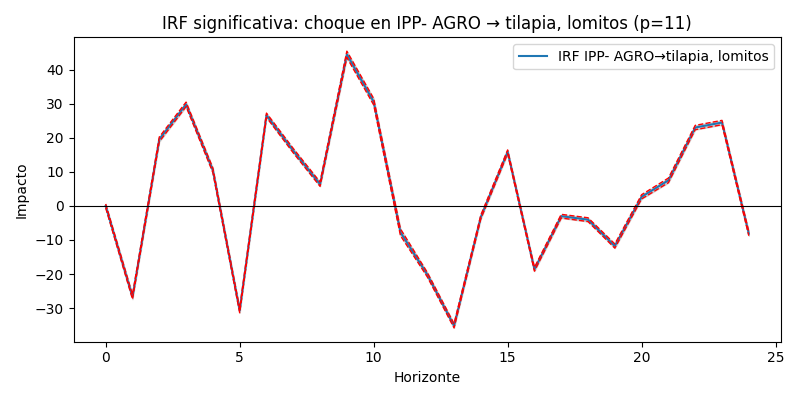 IRF significativa: choque en IPP- AGRO → tilapia, lomitos (p=11)
IRF IPP- AGRO→tilapia, lomitos
Impacto
40
30
20
10
0
−10
−20
−30
0 5 10 15 20 25
Horizonte